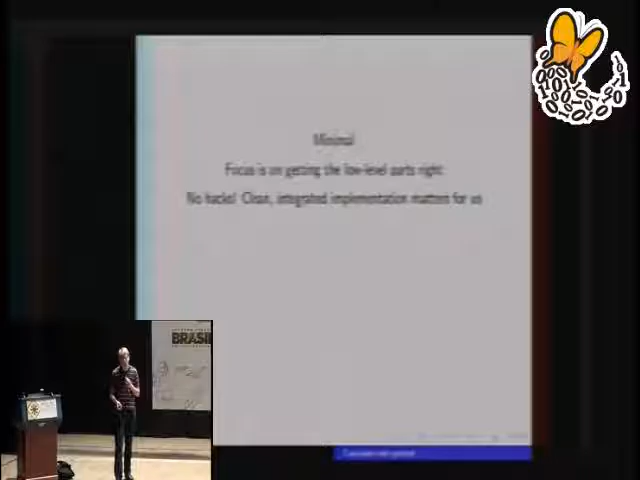 Minimal
Focus is on getting the low-level parts right
No hacks! Clean, integrated implementation matters for us
BRASIL